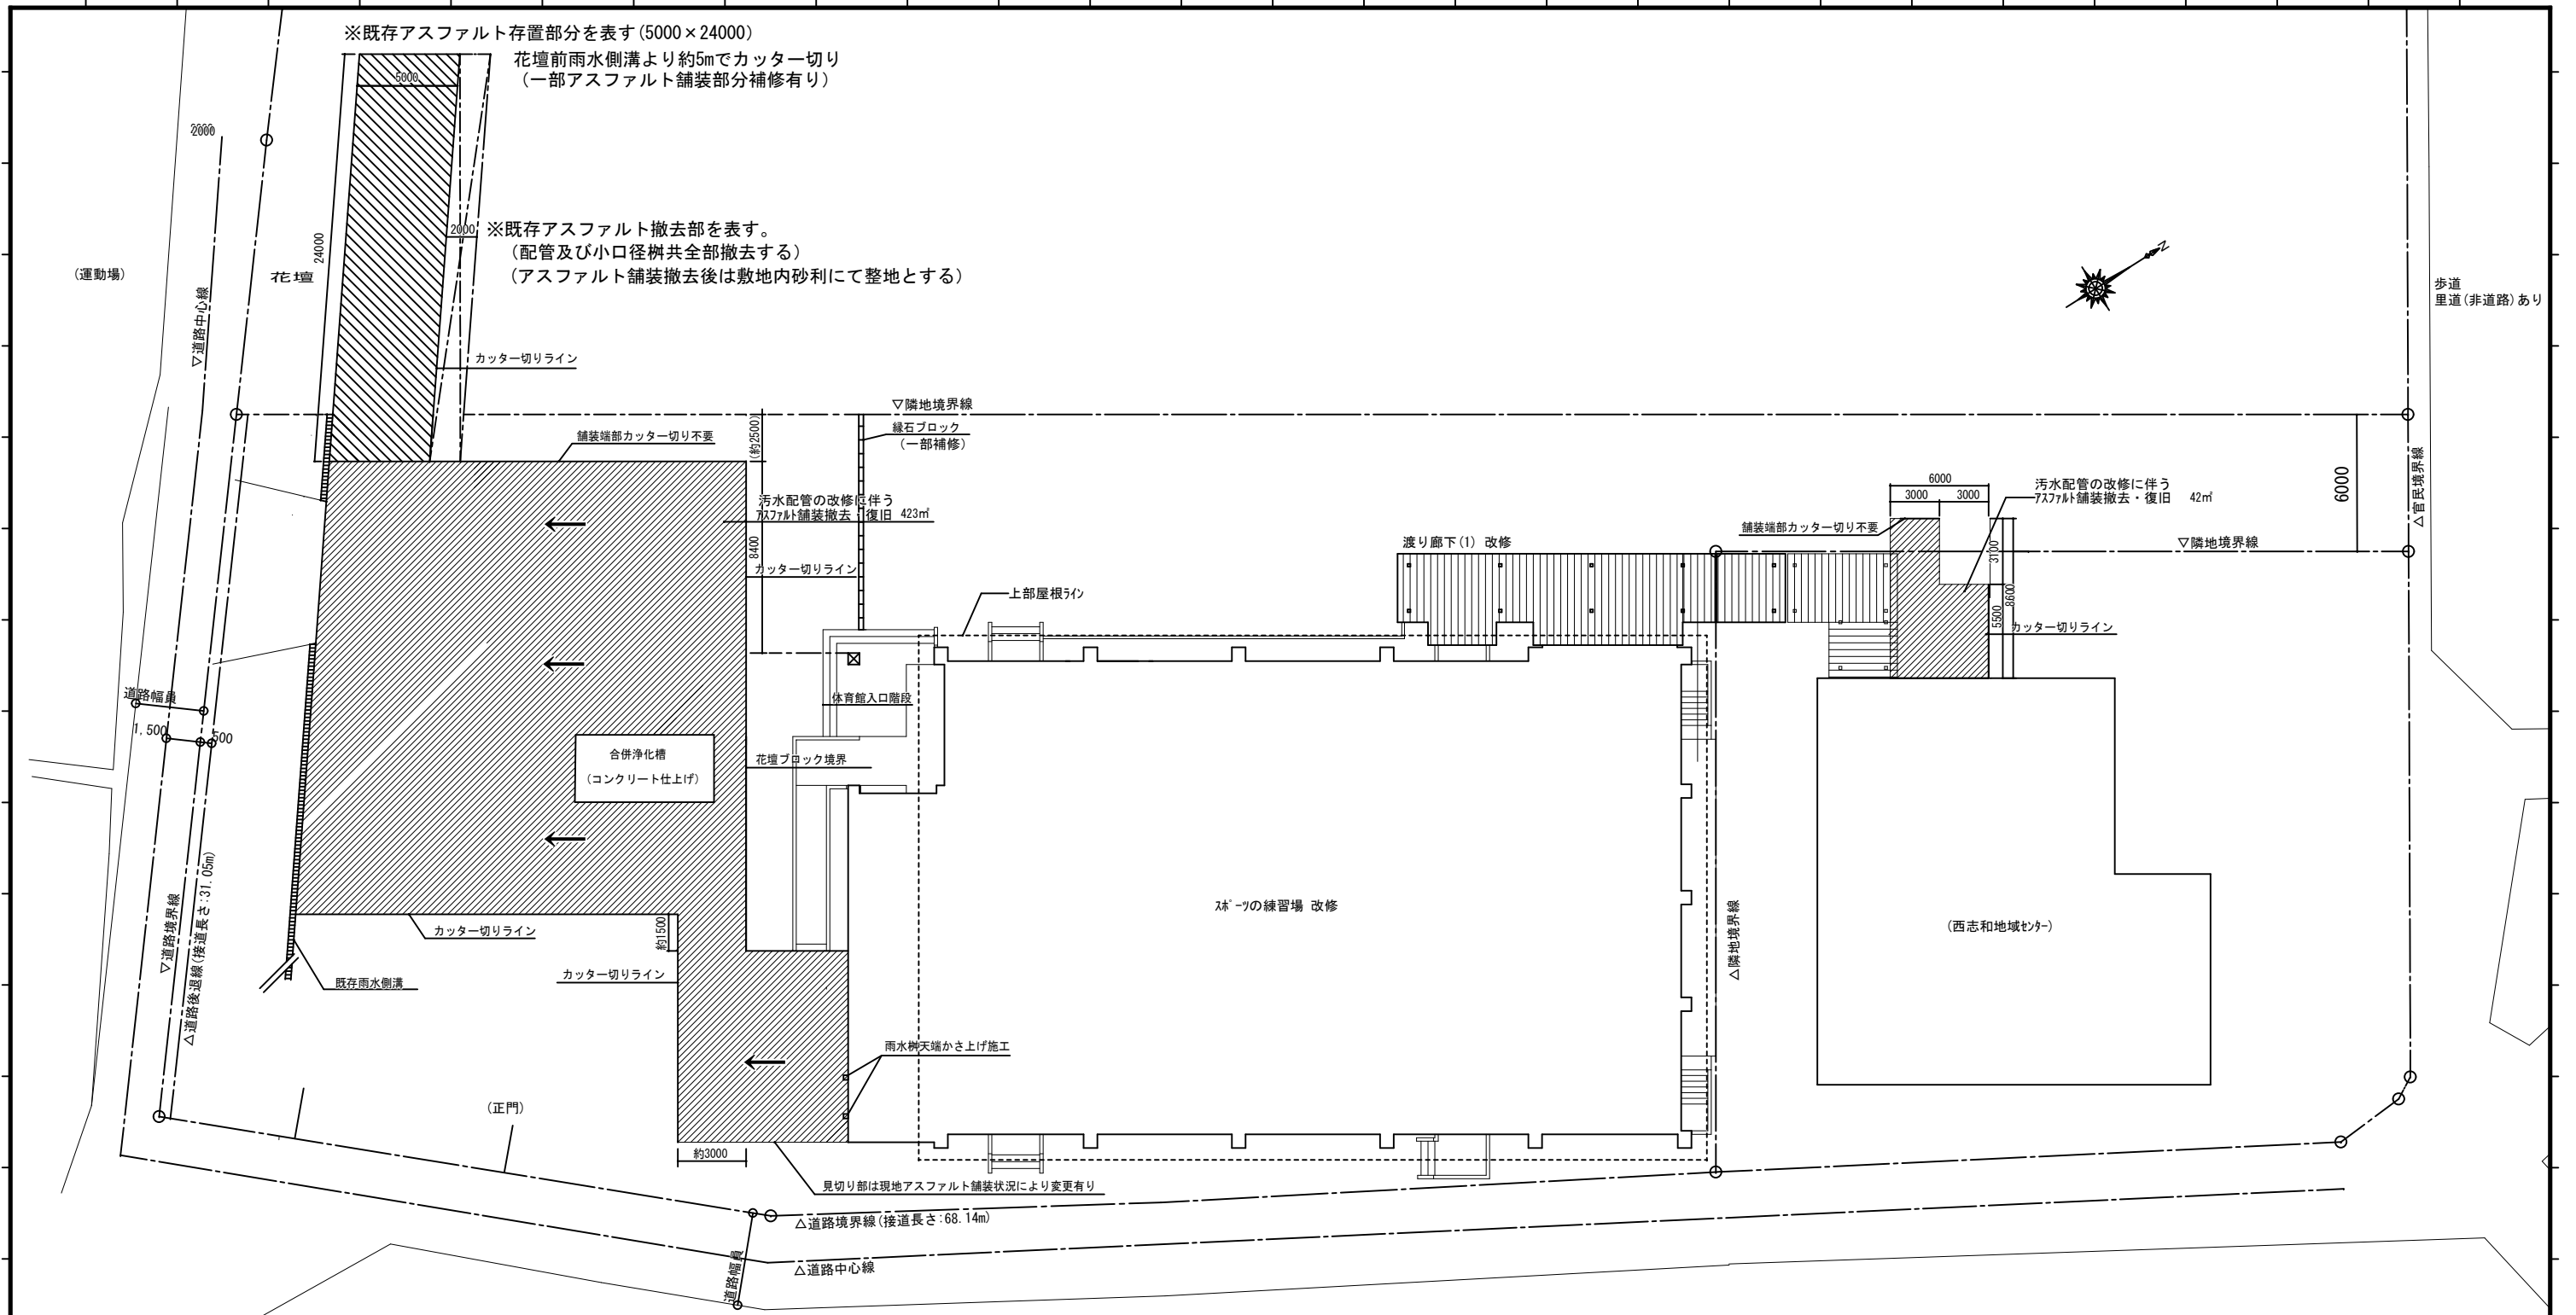 ※既存アスファルト存置部分を表す(5000×24000)
花壇前雨水側溝より約5mでカッター切り
(一部アスファルト舗装部分補修有り)
5000
2000
24000
2000
※既存アスファルト撤去部を表す。
(配管及び小口径桝共全部撤去する)
(アスファルト舗装撤去後は敷地内砂利にて整地とする)
(運動場)
花壇
▽道路中心線
N
歩道
里道(非道路)あり
カッター切りライン
▽隣地境界線
縁石ブロック
(一部補修)
舗装端部カッター切り不要
(約2500)
汚水配管の改修に伴う
アスファルト舗装撤去・復旧 423㎡
8400
カッター切りライン
6000
3000
3000
汚水配管の改修に伴う
アスファルト舗装撤去・復旧 42㎡
6000
△官民境界線
舗装端部カッター切り不要
渡り廊下(1) 改修
▽隣地境界線
3100
8600
5500
カッター切りライン
上部屋根ライン
道路幅員
1,500
500
体育館入口階段
合併浄化槽
(コンクリート仕上げ)
花壇ブロック境界
▽道路境界線
△道路後退線(接道長さ:31.05m)
スポーツの練習場 改修
(西志和地域センター)
△隣地境界線
カッター切りライン
約1500
カッター切りライン
既存雨水側溝
雨水桝天端かさ上げ施工
(正門)
約3000
見切り部は現地アスファルト舗装状況により変更有り
△道路境界線(接道長さ:68.14m)
△道路中心線
道路幅員